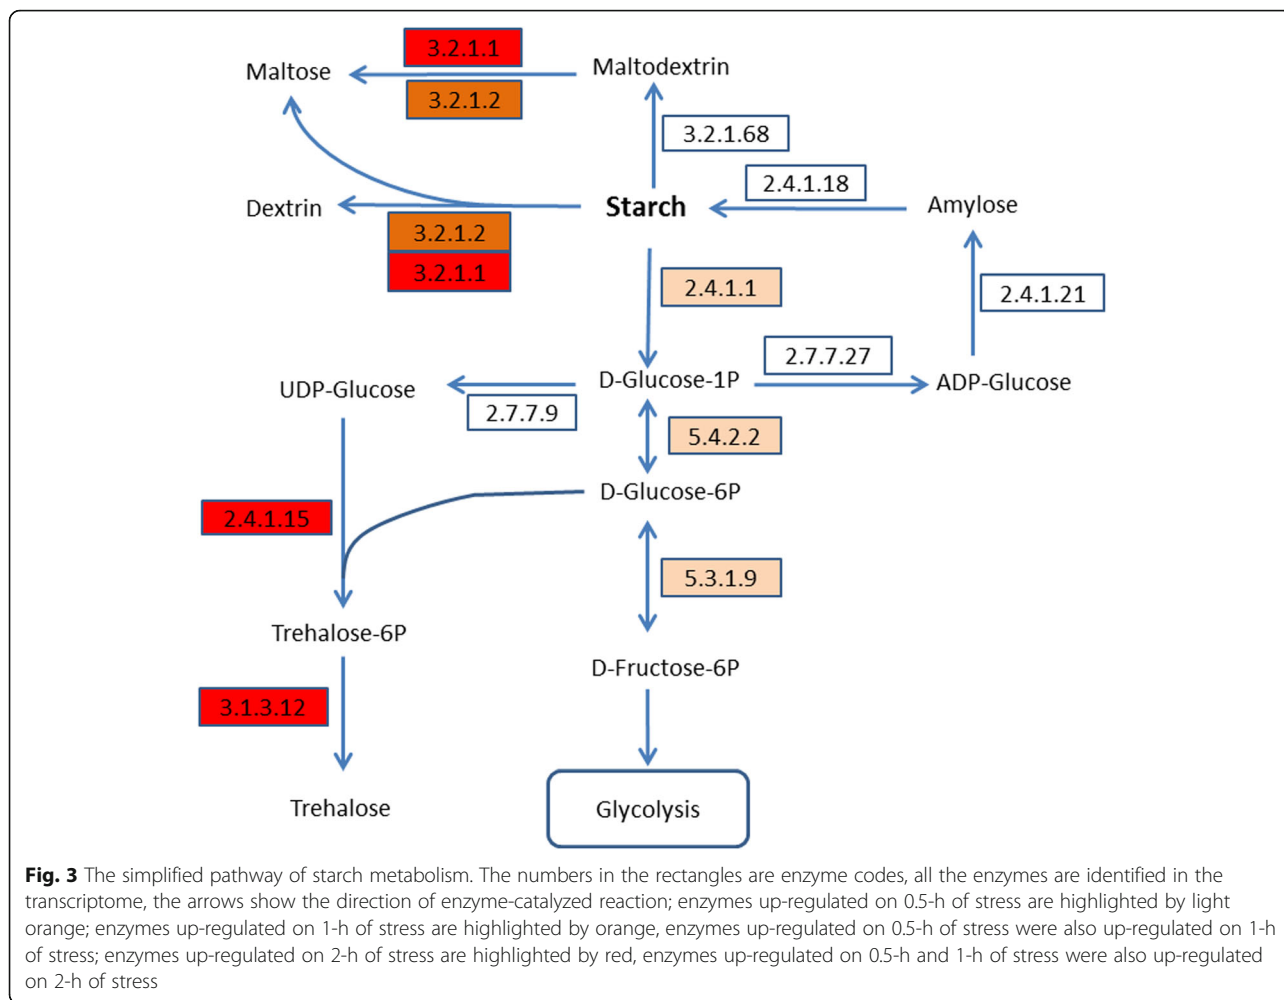 3.2.1.1
Maltose
Maltodextrin
3.2.1.2
3.2.1.68
2.4.1.18
Dextrin
Starch
Amylose
3.2.1.2
3.2.1.1
2.4.1.1
2.4.1.21
2.7.7.27
UDP-Glucose
D-Glucose-1P
ADP-Glucose
2.7.7.9
5.4.2.2
D-Glucose-6P
2.4.1.15
5.3.1.9
Trehalose-6P
D-Fructose-6P
3.1.3.12
Trehalose
Glycolysis
Fig. 3 The simplified pathway of starch metabolism. The numbers in the rectangles are enzyme codes, all the enzymes are identified in the
transcriptome, the arrows show the direction of enzyme-catalyzed reaction; enzymes up-regulated on 0.5-h of stress are highlighted by light
orange; enzymes up-regulated on 1-h of stress are highlighted by orange, enzymes up-regulated on 0.5-h of stress were also up-regulated on 1-h
of stress; enzymes up-regulated on 2-h of stress are highlighted by red, enzymes up-regulated on 0.5-h and 1-h of stress were also up-regulated
on 2-h of stress